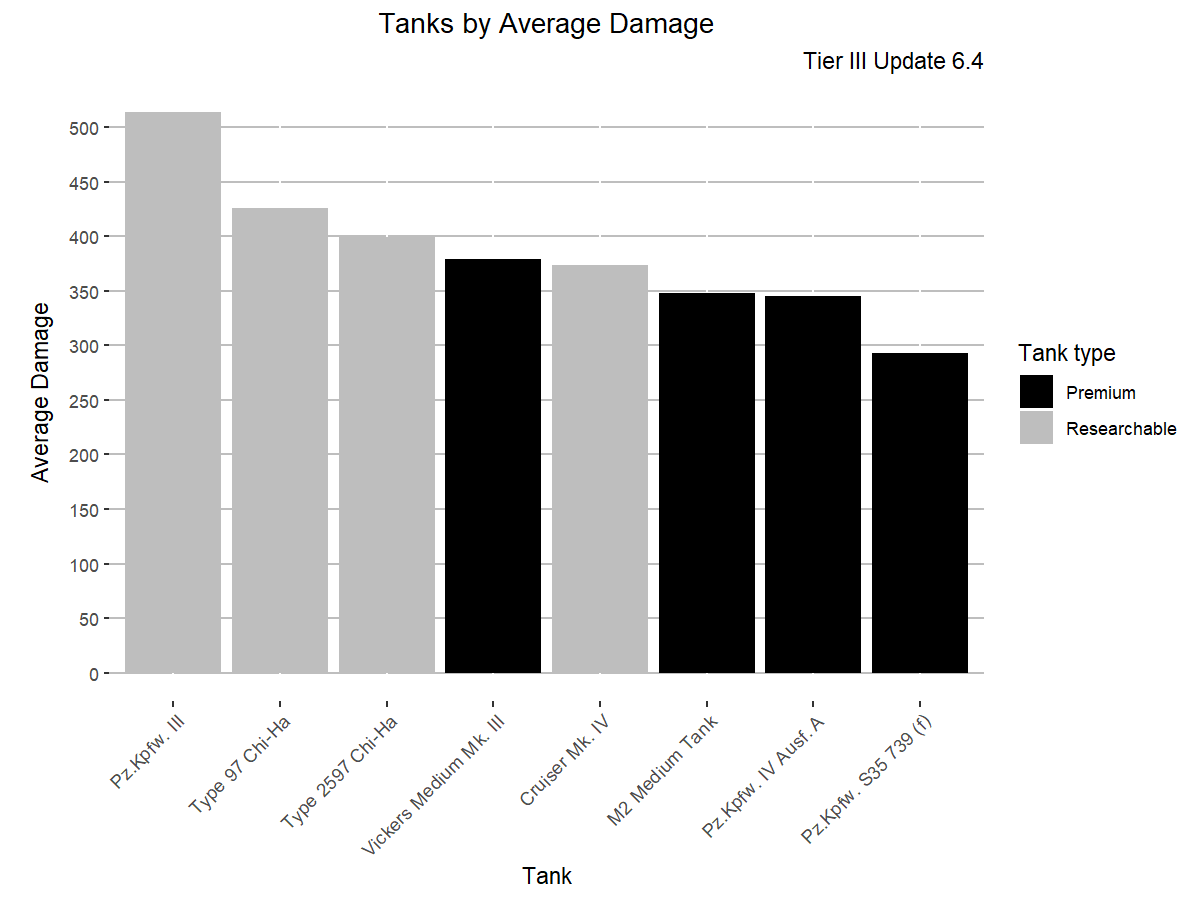 Tanks by Average Damage
Tier III Update 6.4
Average Damage
500
450
400
350
300
250
200
150
100
50
0
Pz.Kpfw. III
Type 97 Chi-Ha
Type 2597 Chi-Ha
Vickers Medium Mk. III
Cruiser Mk. IV
M2 Medium Tank
Pz.Kpfw. IV Ausf. A
Pz.Kpfw. S35 739 (f)
Tank
Tank type
Premium
Researchable